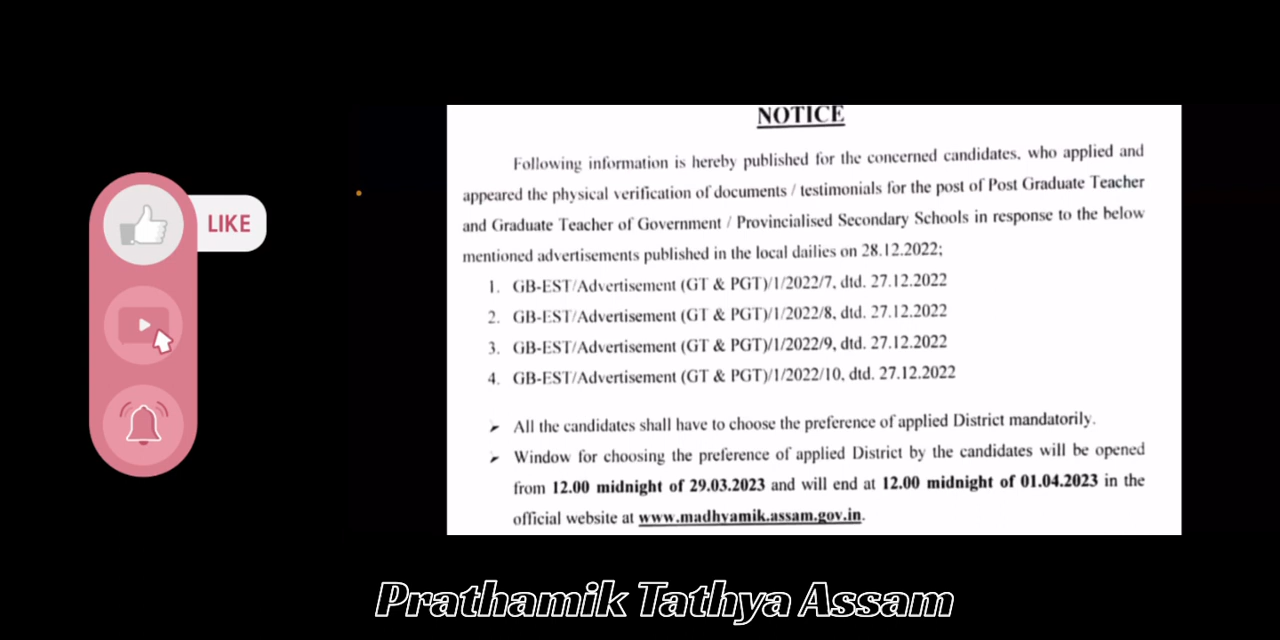 LIKE
NOTICE
Following information is hereby published for the concerned candidates, who applied and
appeared the physical verification of documents / testimonials for the post of Post Graduate Teacher
and Graduate Teacher of Government / Provincialised Secondary Schools in response to the below
mentioned advertisements published in the local dailies on 28.12.2022;
1. GB-EST/Advertisement (GT & PGT)/1/2022/7, dtd. 27.12.2022
2. GB-EST/Advertisement (GT & PGT)/1/2022/8, dtd. 27.12.2022
3. GB-EST/Advertisement (GT & PGT)/1/2022/9, dtd. 27.12.2022
4. GB-EST/Advertisement (GT & PGT)/1/2022/10, dtd. 27.12.2022
➢ All the candidates shall have to choose the preference of applied District mandatorily.
➢ Window for choosing the preference of applied District by the candidates will be opened
from 12.00 midnight of 29.03.2023 and will end at 12.00 midnight of 01.04.2023 in the
official website at www.madhyamik.assam.gov.in.
Prathamik Tathya Assam